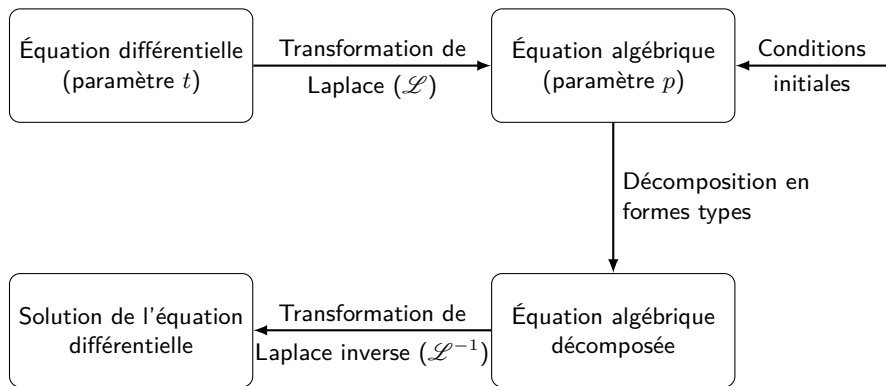 Équation différentielle
(paramètre t)
Transformation de
Laplace (ℒ)
Équation algébrique
(paramètre p)
Conditions
initiales
Décomposition en
formes types
Solution de l'équation
différentielle
Transformation de
Laplace inverse (ℒ⁻¹)
Équation algébrique
décomposée